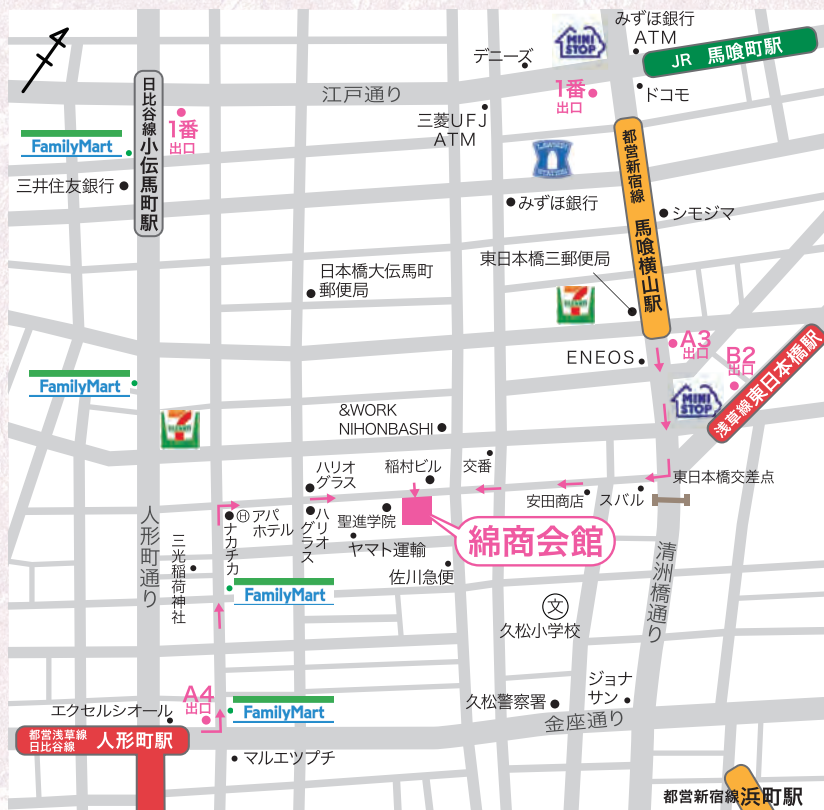 みずほ銀行
ATM
MINI
STOP
デニーズ
JR 馬喰町駅
江戸通り
1番
出口
ドコモ
三菱UFJ
ATM
日比谷線 小伝馬町駅
1番
出口
FamilyMart
三井住友銀行
LAWSON
STATION
みずほ銀行
都営新宿線 馬喰横山駅
シモジマ
東日本橋三郵便局
日本橋大伝馬町
郵便局
ENEOS
A3
出口
B2
出口
浅草線 東日本橋駅
MINI
STOP
FamilyMart
&WORK
NIHONBASHI
ハリオ
グラス
稲村ビル
交番
東日本橋交差点
安田商店
スバル
人形町通り
三光稲荷神社
ナカチカ
H アパ
ホテル
ハリオ
グラス
聖進学院
ヤマト運輸
綿商会館
佐川急便
清洲橋通り
FamilyMart
文
久松小学校
A4
出口
エクセルシオール
FamilyMart
久松警察署
ジョナ
サン
金座通り
都営浅草線
日比谷線 人形町駅
マルエツプチ
都営新宿線 浜町駅